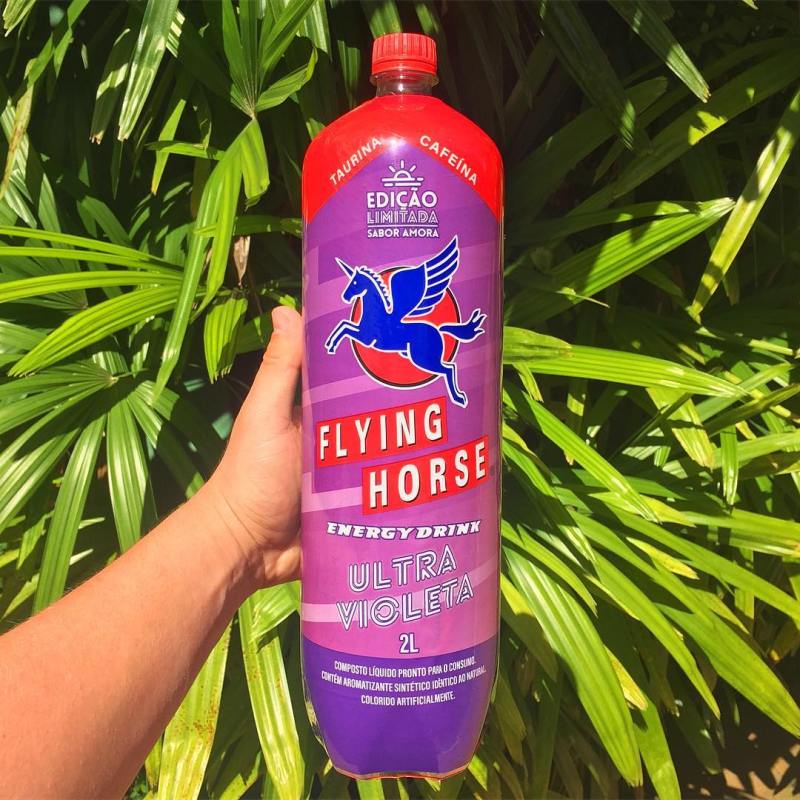 TAURINA CAFEÍNA
EDIÇÃO
LIMITADA
SABOR AMORA
FLYING
HORSE
ENERGY DRINK
ULTRA
VIOLETA
2L
COMPOSTO LÍQUIDO PRONTO PARA O CONSUMO.
CONTÉM AROMATIZANTE SINTÉTICO IDÊNTICO AO NATURAL.
COLORIDO ARTIFICIALMENTE.